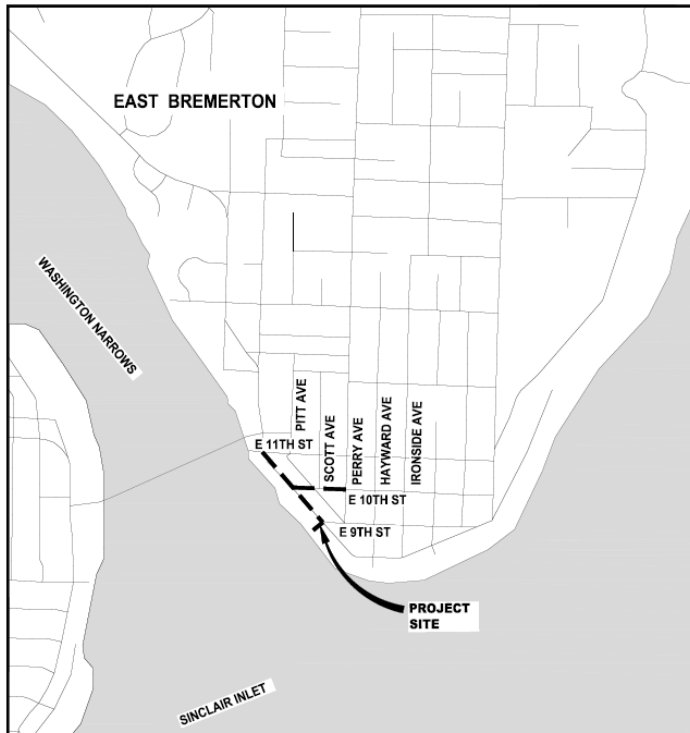 EAST BREMERTON
WASHINGTON NARROWS
PITT AVE
SCOTT AVE
PERRY AVE
HAYWARD AVE
IRONSIDE AVE
E 11TH ST
E 10TH ST
E 9TH ST
PROJECT
SITE
SINCLAIR INLET